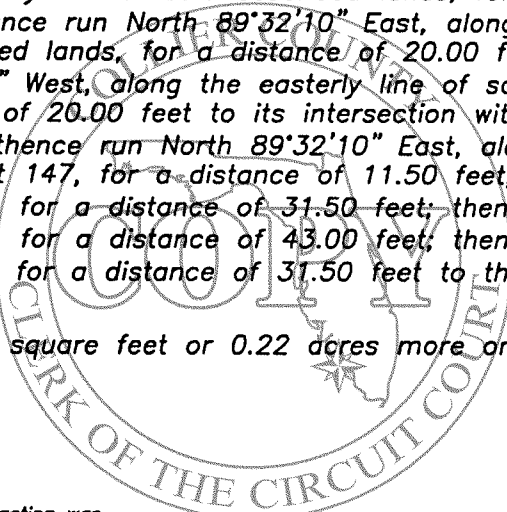 nce run North 89°32'10" East, along
ed lands, for a distance of 20.00 f
" West, along the easterly line of sa
of 20.00 feet to its intersection wit
thence run North 89°32'10" East, alo
t 147, for a distance of 11.50 feet,
for a distance of 31.50 feet; then
for a distance of 43.00 feet; then
for a distance of 31.50 feet to th
square feet or 0.22 acres more or
COLLIER COUNTY
COPY
CLERK OF THE CIRCUIT COURT